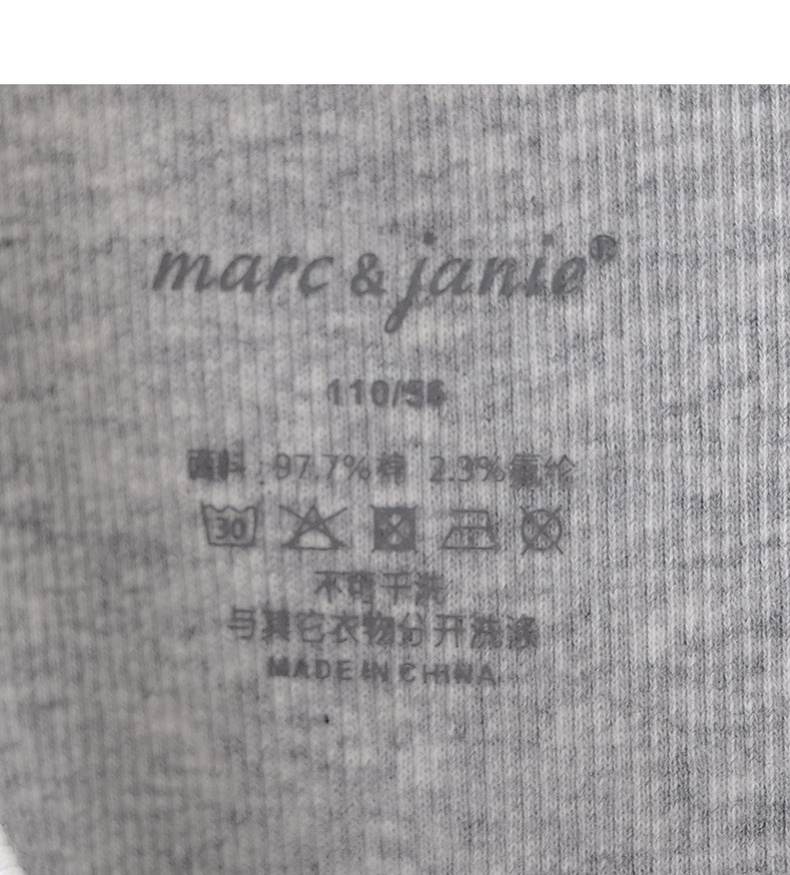 marc & janie®
110/56
面料：97.7%棉 2.3%氨纶
30
不可干洗
与其它衣物分开洗涤
MADE IN CHINA